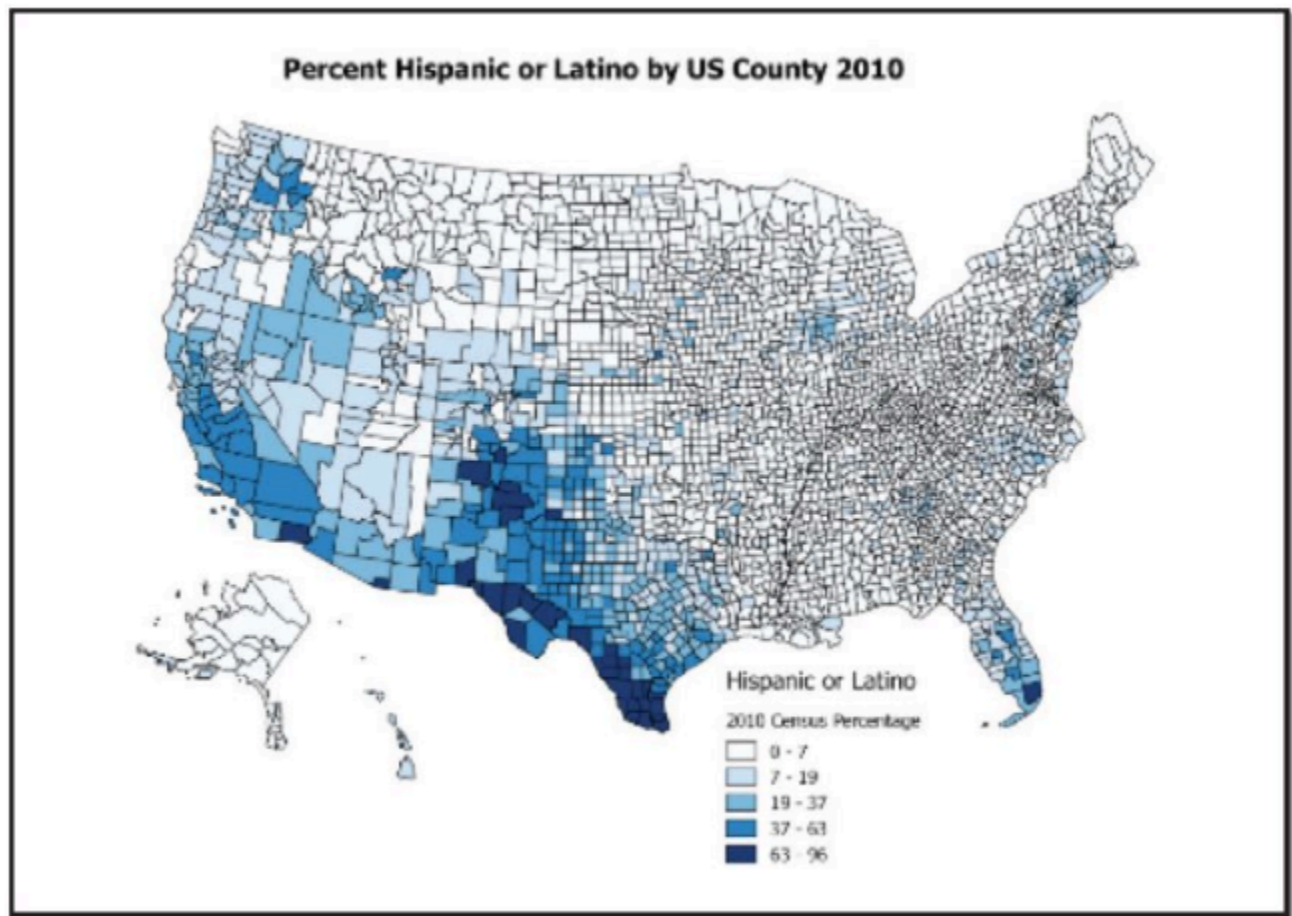 Percent Hispanic or Latino by US County 2010
Hispanic or Latino
2010 Census Percentage
0 - 7
7 - 19
19 - 37
37 - 63
63 - 96